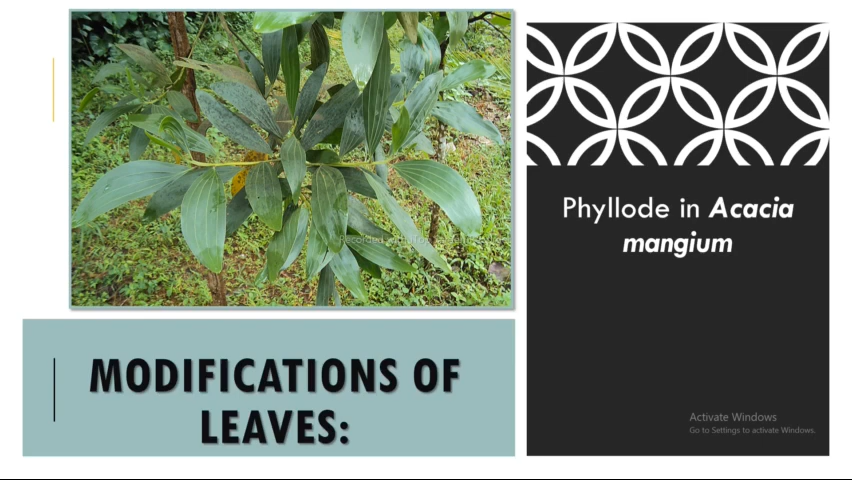 Phyllode in Acacia
mangium
MODIFICATIONS OF
LEAVES:
Activate Windows
Go to Settings to activate Windows.